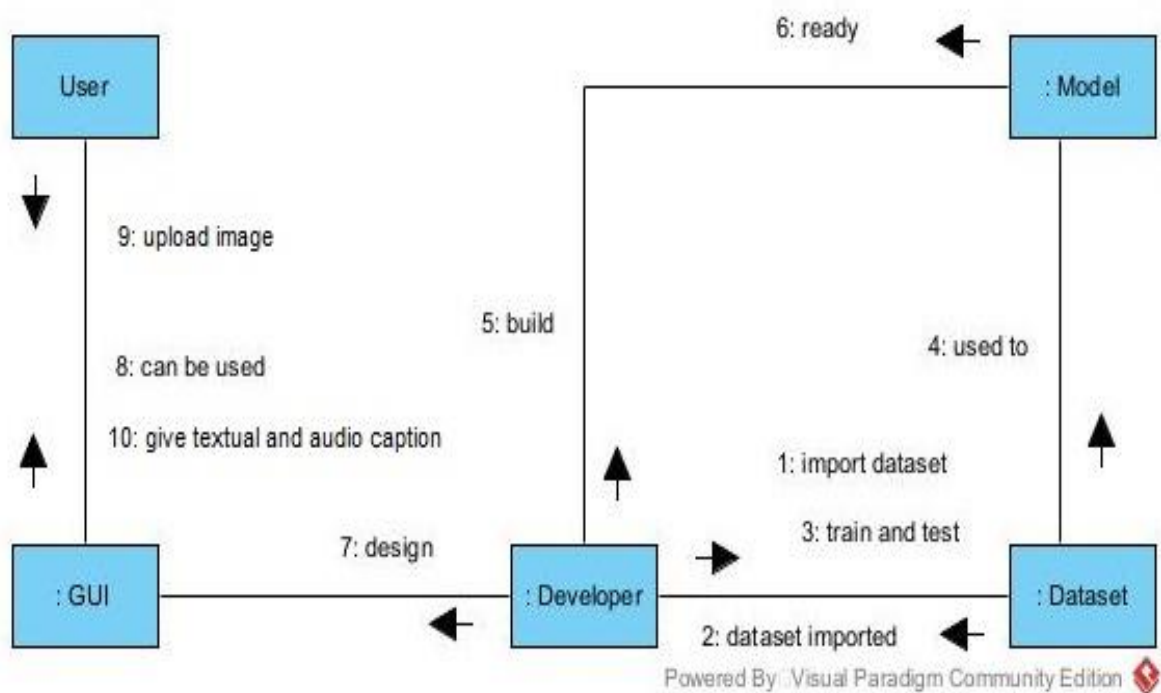 6: ready
User
: Model
9: upload image
5: build
4: used to
8: can be used
10: give textual and audio caption
1: import dataset
3: train and test
7: design
: GUI
: Developer
: Dataset
2: dataset imported
Powered By Visual Paradigm Community Edition